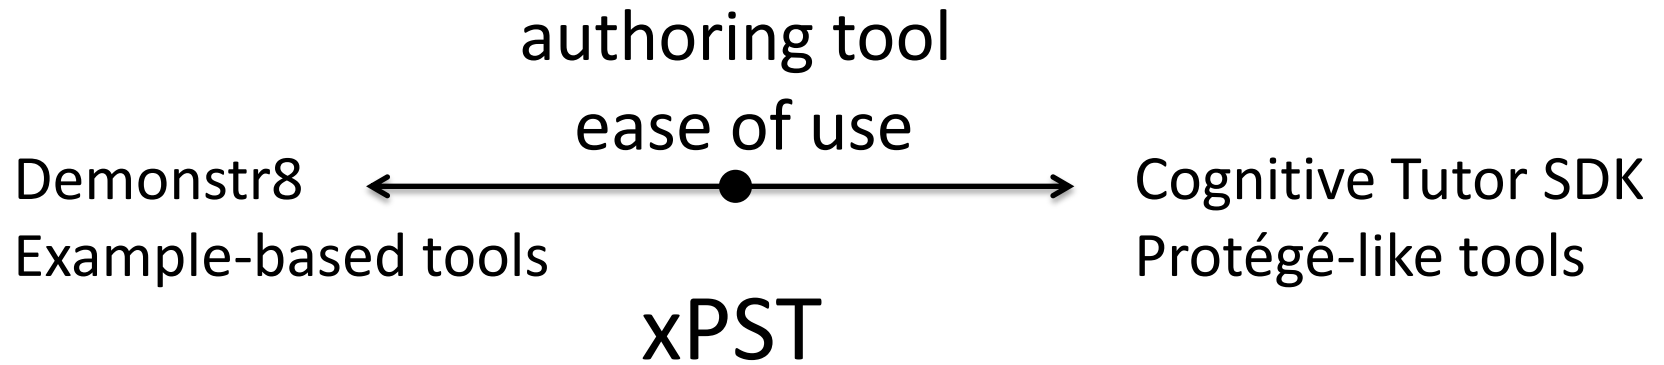 authoring tool
ease of use
Demonstr8
Example-based tools
Cognitive Tutor SDK
Protégé-like tools
xPST